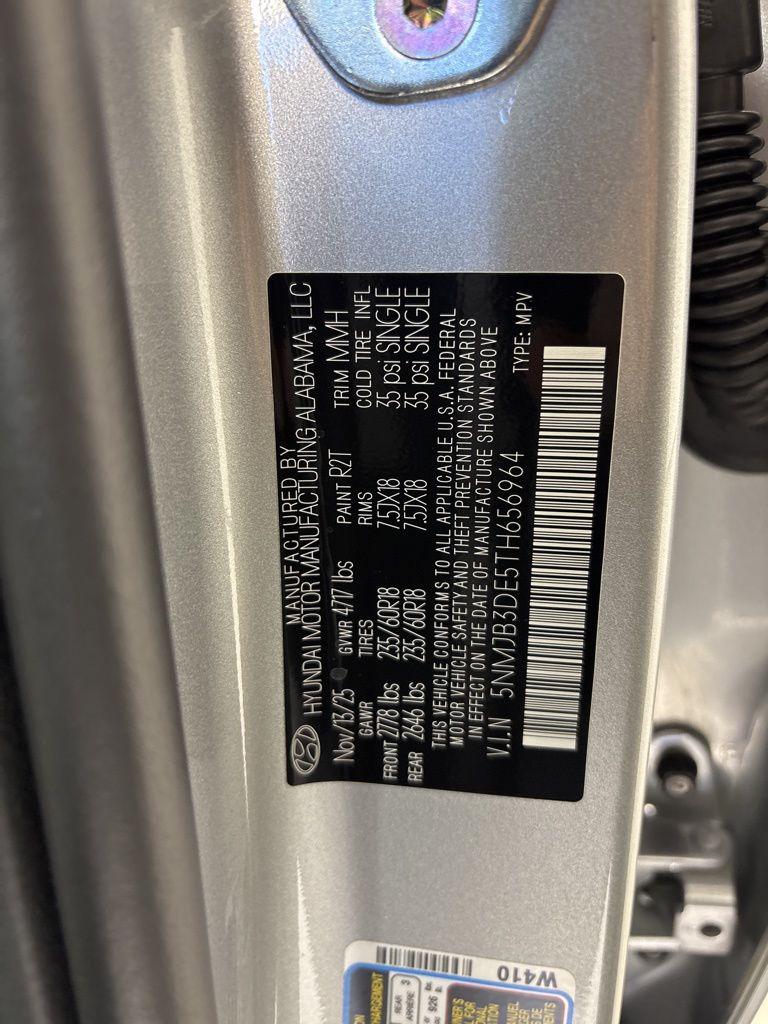 MANUFACTURED BY
HYUNDAI MOTOR MANUFACTURING ALABAMA, LLC
Nov/13/25 GVWR 4717 lbs PAINT R2T TRIM MMH
GAWR TIRES RIMS COLD TIRE INFL
FRONT 2778 lbs 235/60R18 7.5JX18 35 psi SINGLE
REAR 2646 lbs 235/60R18 7.5JX18 35 psi SINGLE
THIS VEHICLE CONFORMS TO ALL APPLICABLE U.S.A. FEDERAL
MOTOR VEHICLE SAFETY AND THEFT PREVENTION STANDARDS
IN EFFECT ON THE DATE OF MANUFACTURE SHOWN ABOVE
V.I.N 5NMJB3DE5TH656964
TYPE: MPV
W410
REAR
ARRIÈRE 3